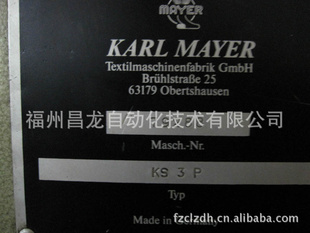 MAYER
KARL MAYER
Textilmaschinenfabrik GmbH
Brühlstraße 25
63179 Obertshausen
福州昌龙自动化技术有限公司
Masch.-Nr.
KS 3 P
Typ
Made in Germany
fzclzdh.cn.alibaba.com